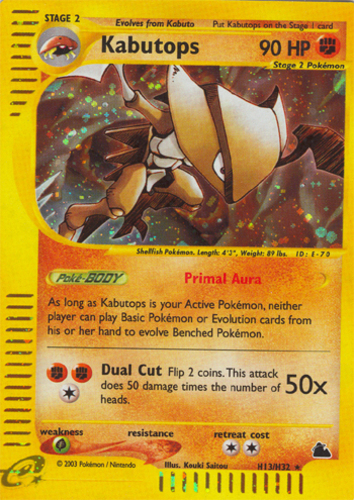 STAGE 2
Evolves from Kabuto
Put Kabutops on the Stage 1 card
Kabutops
90 HP
Stage 2 Pokémon
Shellfish Pokémon. Length: 4'3", Weight: 89 lbs. ID: E-70
Poké-BODY
Primal Aura
As long as Kabutops is your Active Pokémon, neither
player can play Basic Pokémon or Evolution cards from
his or her hand to evolve Benched Pokémon.
Dual Cut Flip 2 coins. This attack
does 50 damage times the number of
heads.
50x
weakness
resistance
retreat cost
© 2003 Pokémon / Nintendo
Illus. Kouki Saitou
H13/H32
e